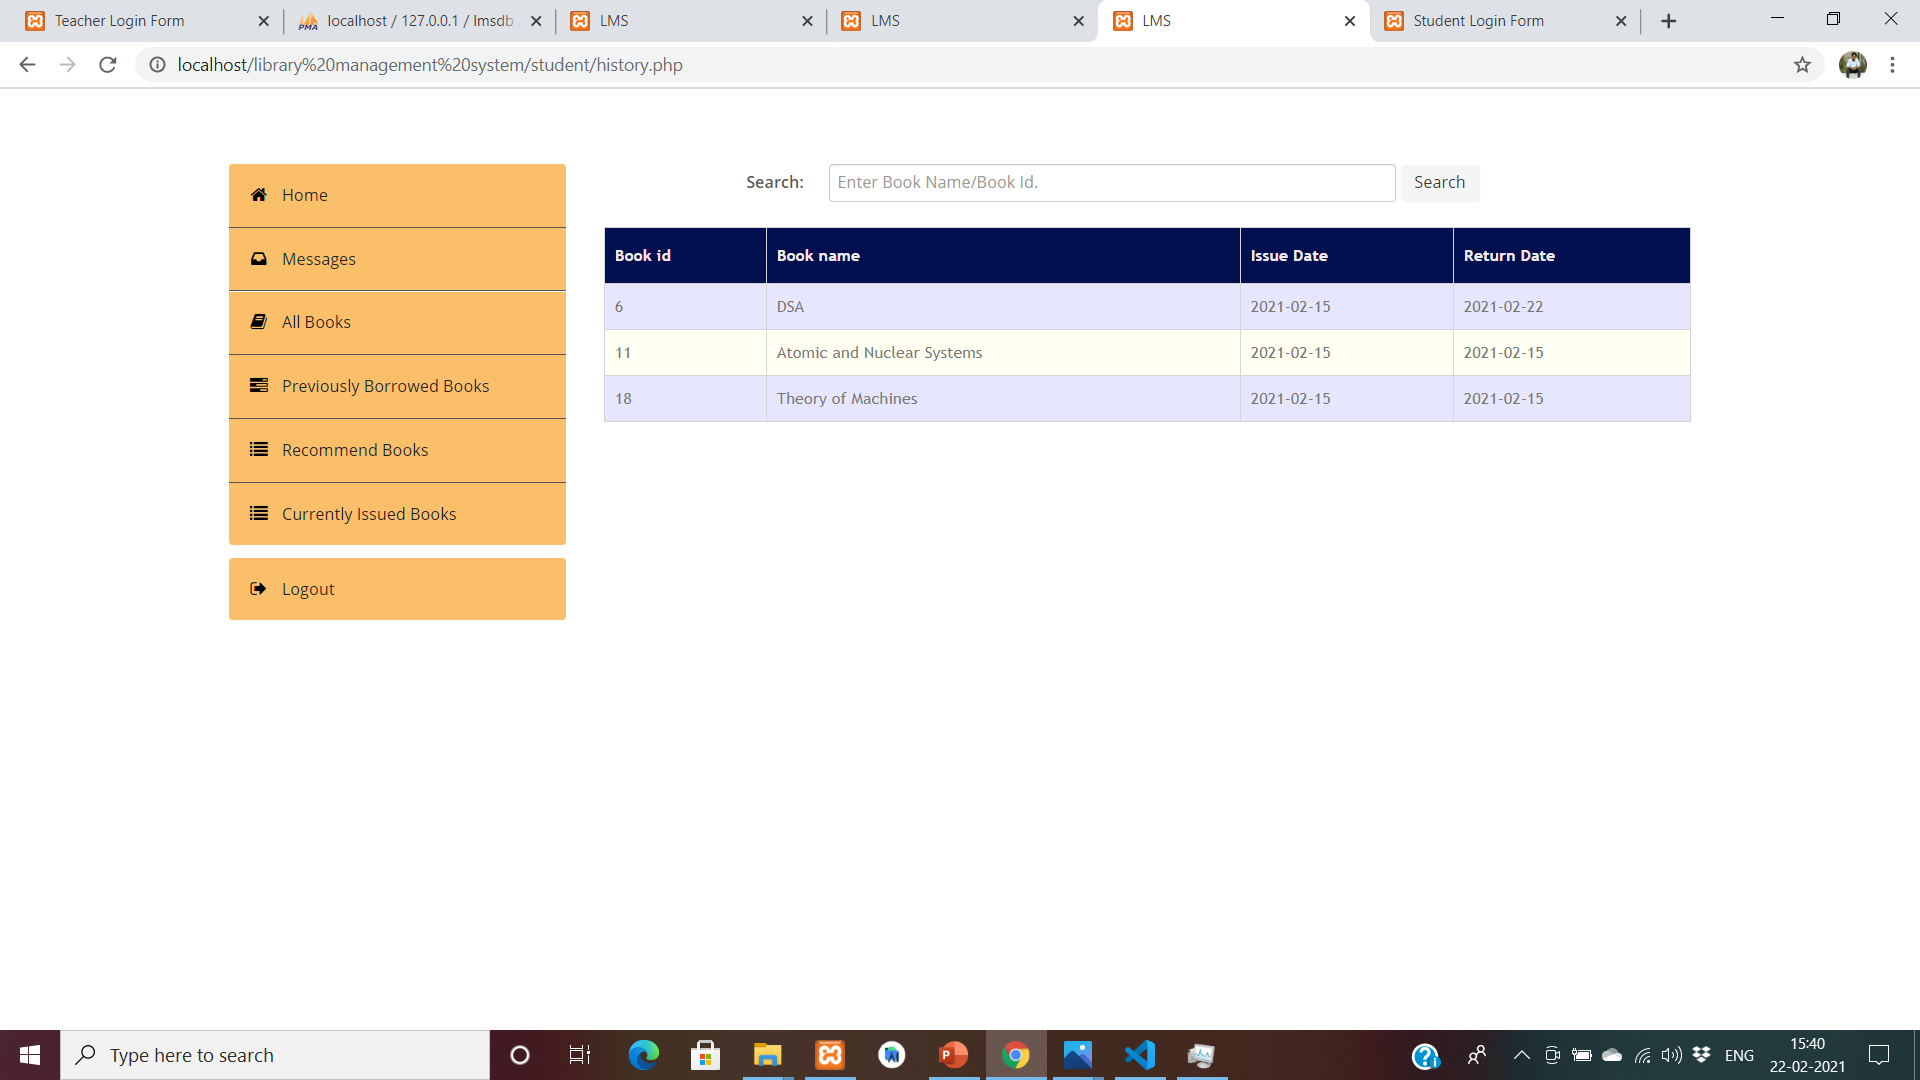 Teacher Login Form
localhost / 127.0.0.1 / lmsdb
LMS
LMS
LMS
Student Login Form
localhost/library%20management%20system/student/history.php
Home
Messages
All Books
Previously Borrowed Books
Recommend Books
Currently Issued Books
Logout
Search: Enter Book Name/Book Id. Search
Book id Book name Issue Date Return Date
6 DSA 2021-02-15 2021-02-22
11 Atomic and Nuclear Systems 2021-02-15 2021-02-15
18 Theory of Machines 2021-02-15 2021-02-15
Type here to search
ENG
15:40
22-02-2021